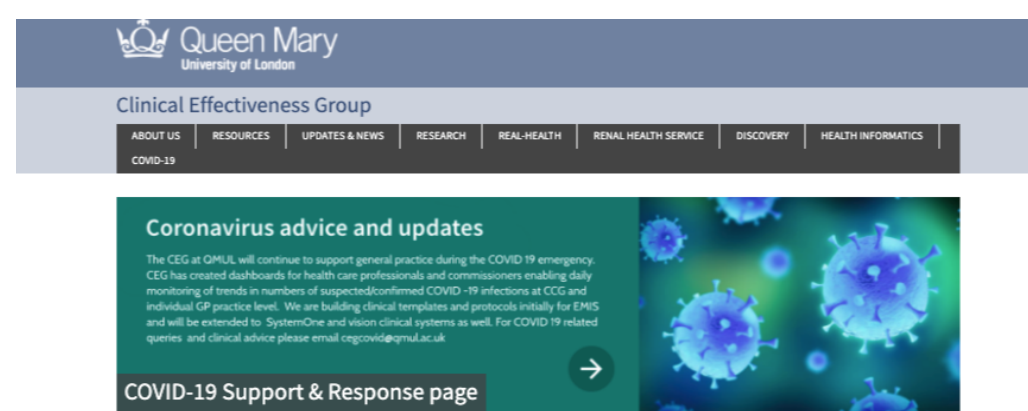 Queen Mary
University of London
Clinical Effectiveness Group
ABOUT US RESOURCES UPDATES & NEWS RESEARCH REAL-HEALTH RENAL HEALTH SERVICE DISCOVERY HEALTH INFORMATICS
COVID-19
Coronavirus advice and updates
The CEG at QMUL will continue to support general practice during the COVID 19 emergency.
CEG has created dashboards for health care professionals and commissioners enabling daily
monitoring of trends in numbers of suspected/confirmed COVID -19 infections at CCG and
individual GP practice level. We are building clinical templates and protocols initially for EMIS
and will be extended to SystemOne and vision clinical systems as well. For COVID 19 related
queries and clinical advice please email cegcovid@qmul.ac.uk
COVID-19 Support & Response page